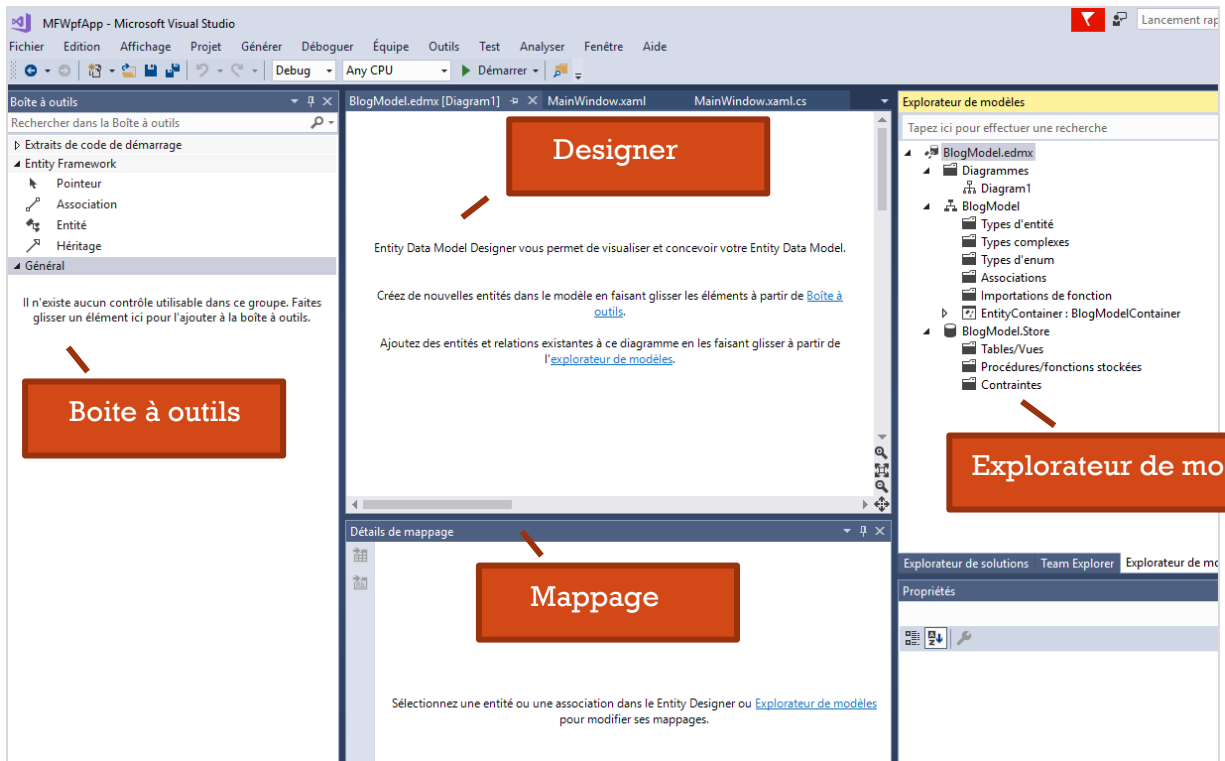 MFWpfApp - Microsoft Visual Studio
Lancement rap
Fichier Edition Affichage Projet Générer Déboguer Équipe Outils Test Analyser Fenêtre Aide
Debug Any CPU Démarrer
Boîte à outils
Rechercher dans la Boîte à outils
Extraits de code de démarrage
Entity Framework
Pointeur
Association
Entité
Héritage
Général
Il n'existe aucun contrôle utilisable dans ce groupe. Faites
glisser un élément ici pour l'ajouter à la boîte à outils.
Boite à outils
BlogModel.edmx [Diagram1] MainWindow.xaml MainWindow.xaml.cs
Designer
Entity Data Model Designer vous permet de visualiser et concevoir votre Entity Data Model.
Créez de nouvelles entités dans le modèle en faisant glisser les éléments à partir de Boîte à
outils.
Ajoutez des entités et relations existantes à ce diagramme en les faisant glisser à partir de
l'explorateur de modèles.
Détails de mappage
Mappage
Sélectionnez une entité ou une association dans le Entity Designer ou Explorateur de modèles
pour modifier ses mappages.
Explorateur de modèles
Tapez ici pour effectuer une recherche
BlogModel.edmx
Diagrammes
Diagram1
BlogModel
Types d'entité
Types complexes
Types d'enum
Associations
Importations de fonction
EntityContainer : BlogModelContainer
BlogModel.Store
Tables/Vues
Procédures/fonctions stockées
Contraintes
Explorateur de mo
Explorateur de solutions Team Explorer Explorateur de mo
Propriétés